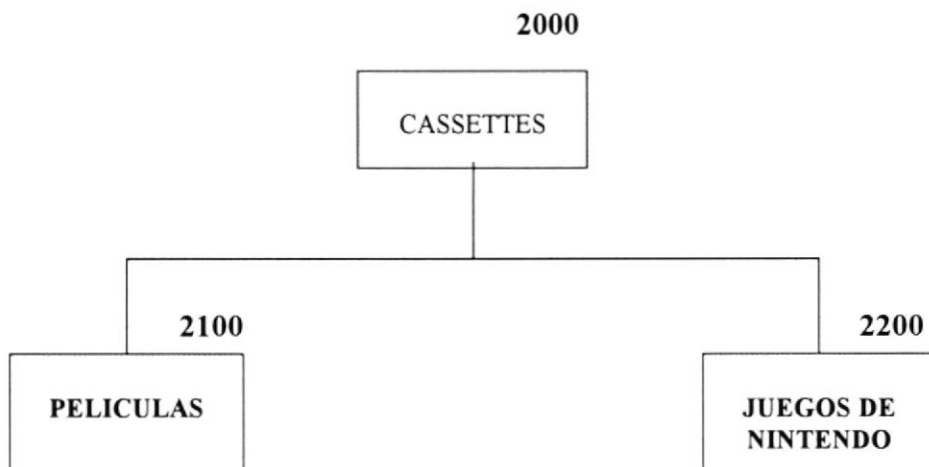 2000
CASSETTES
2100
2200
PELICULAS
JUEGOS DE
NINTENDO